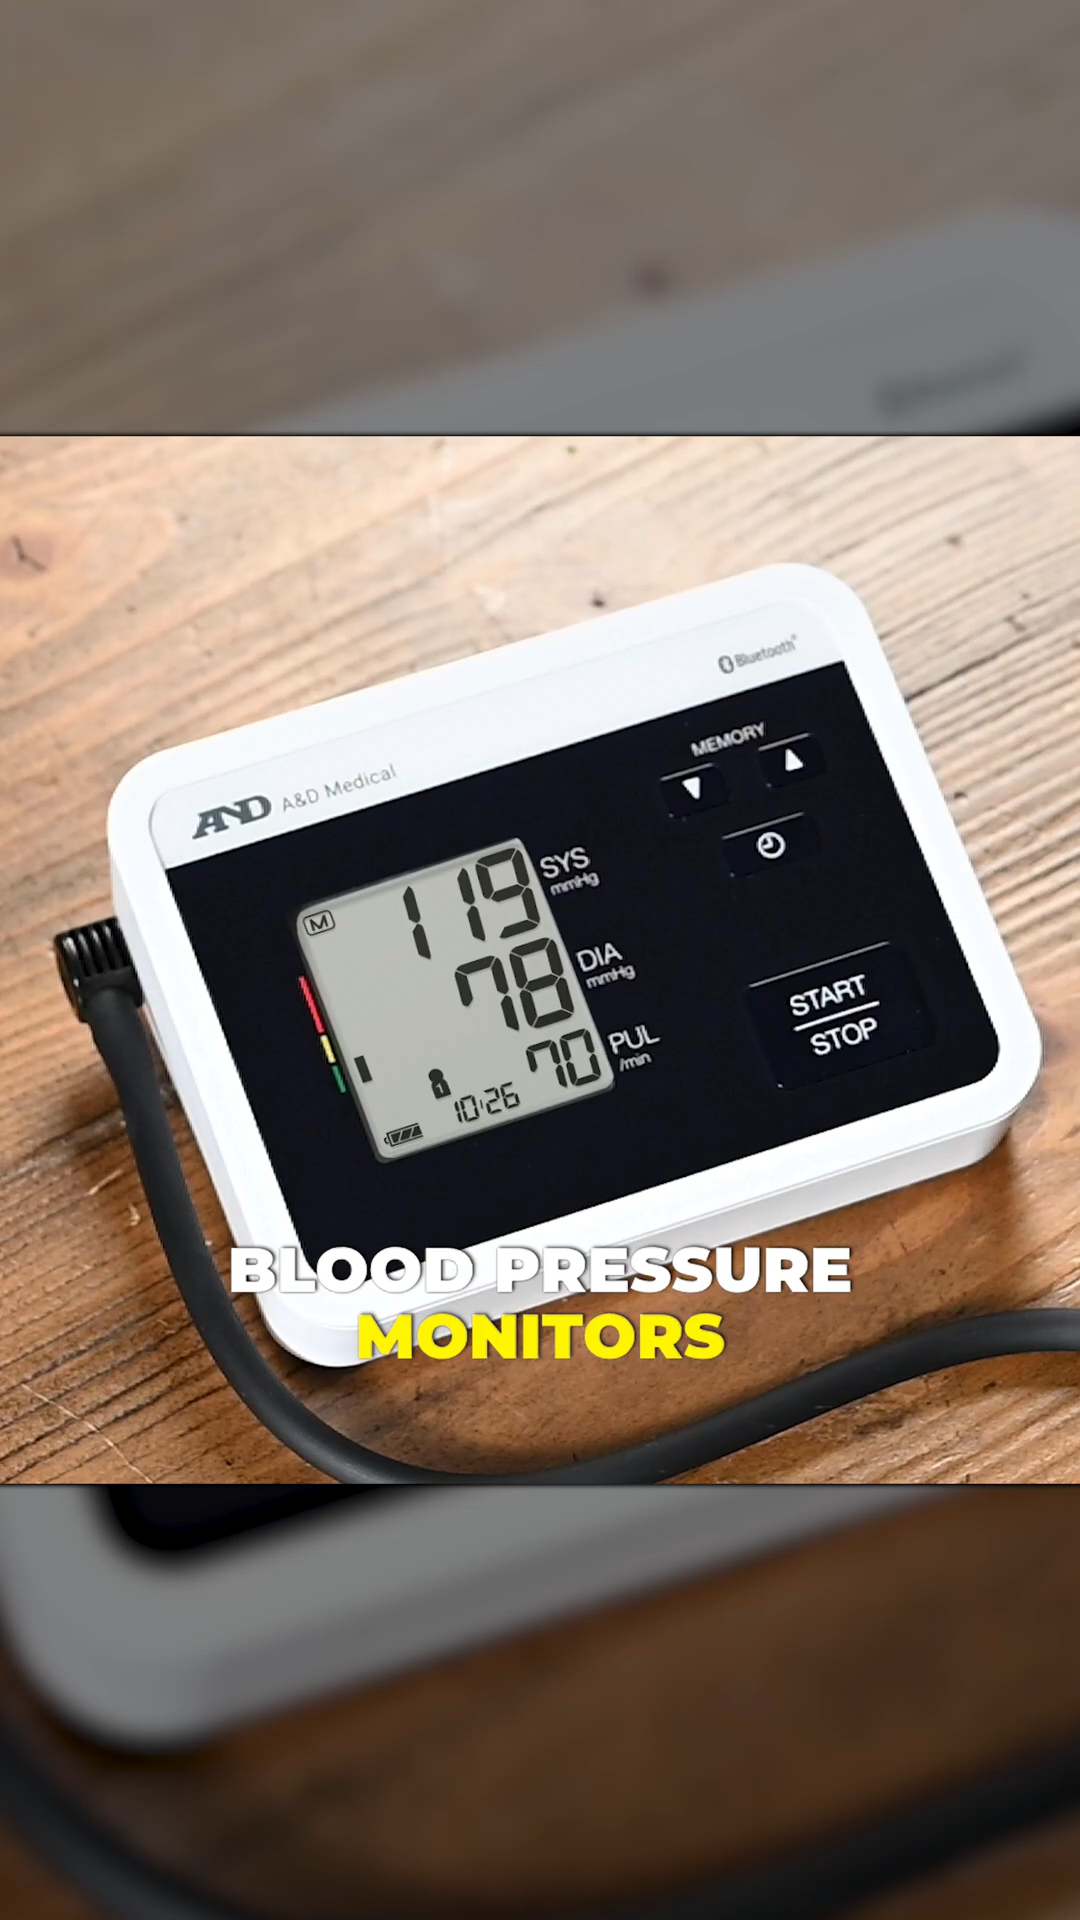 Bluetooth®
MEMORY
AND A&D Medical
M
119 SYS
mmHg
78 DIA
mmHg
70 PUL
/min
1
10:26
START
STOP
BLOOD PRESSURE
MONITORS